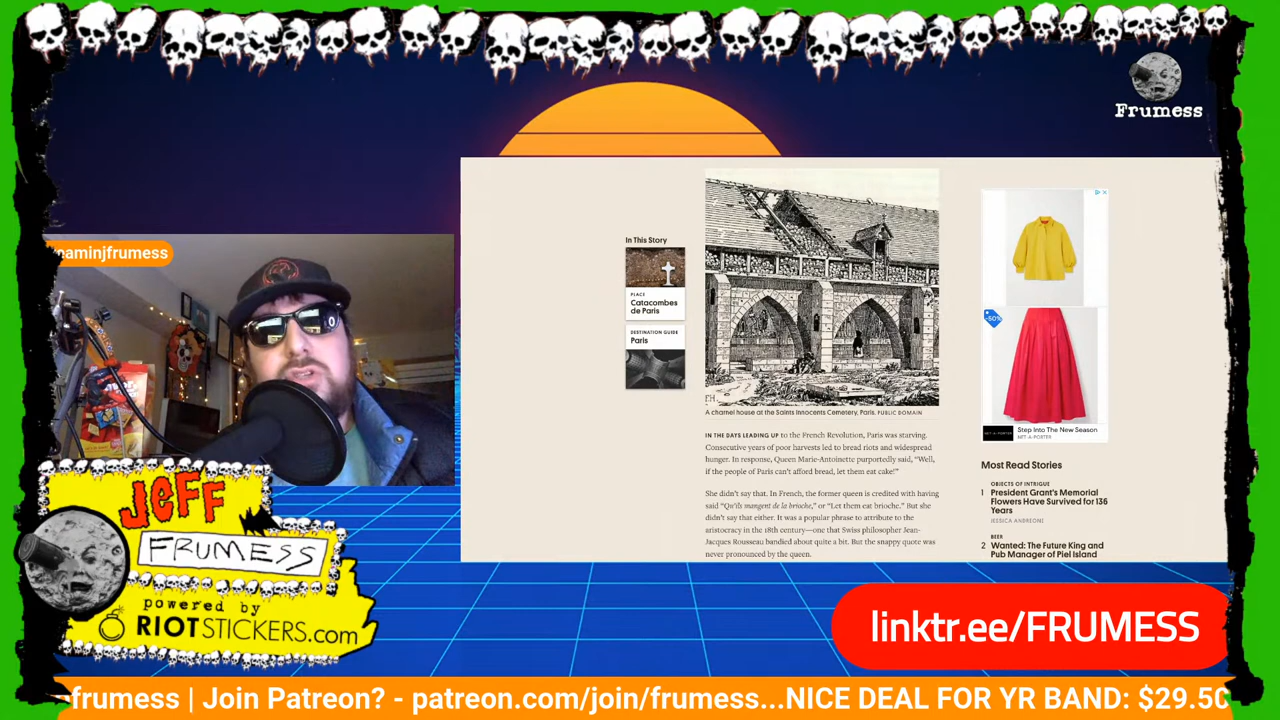 Frumess
In This Story
PLACE
Catacombes
de Paris
DESTINATION GUIDE
Paris
A charnel house at the Saints Innocents Cemetery, Paris. PUBLIC DOMAIN
IN THE DAYS LEADING UP to the French Revolution, Paris was starving.
Consecutive years of poor harvests led to bread riots and widespread
hunger. In response, Queen Marie-Antoinette purportedly said, “Well,
if the people of Paris can’t afford bread, let them eat cake!”
She didn’t say that. In French, the former queen is credited with having
said “Qu’ils mangent de la brioche,” or “Let them eat brioche.” But she
didn’t say that either. It was a popular phrase to attribute to the
aristocracy in the 18th century—one that Swiss philosopher Jean-
Jacques Rousseau bandied about quite a bit. But the snappy quote was
never pronounced by the queen.
-50%
NET-A-PORTER
Step Into The New Season
NET-A-PORTER
Most Read Stories
OBJECTS OF INTRIGUE
1 President Grant's Memorial
Flowers Have Survived for 136
Years
JESSICA ANDREONE
BEER
2 Wanted: The Future King and
Pub Manager of Piel Island
eaminjfrumess
JEFF
FRUMESS
powered by
RIOTSTICKERS.com
linktr.ee/FRUMESS
frumess | Join Patreon? - patreon.com/join/frumess...NICE DEAL FOR YR BAND: $29.50